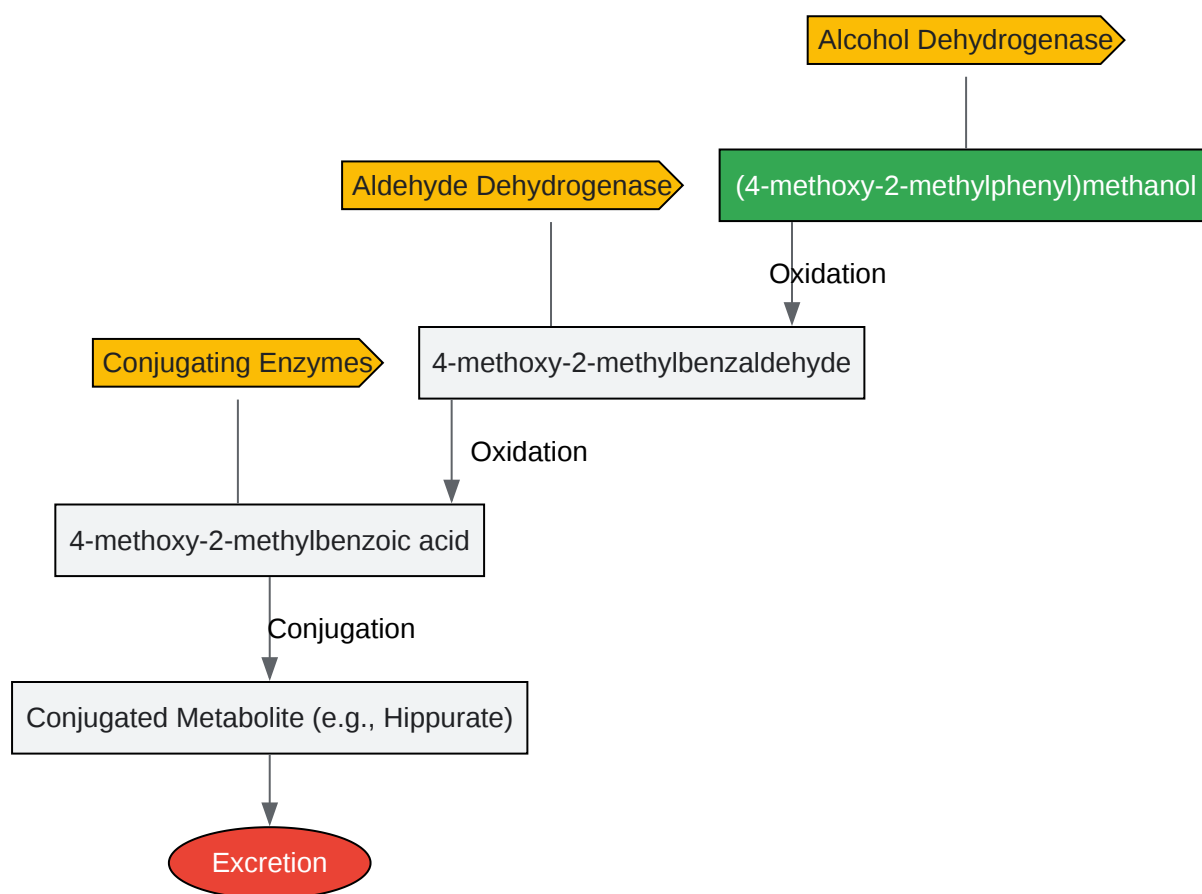 Alcohol Dehydrogenase
Aldehyde Dehydrogenase
(4-methoxy-2-methylphenyl)methanol
Oxidation
Conjugating Enzymes
4-methoxy-2-methylbenzaldehyde
Oxidation
4-methoxy-2-methylbenzoic acid
Conjugation
Conjugated Metabolite (e.g., Hippurate)
Excretion